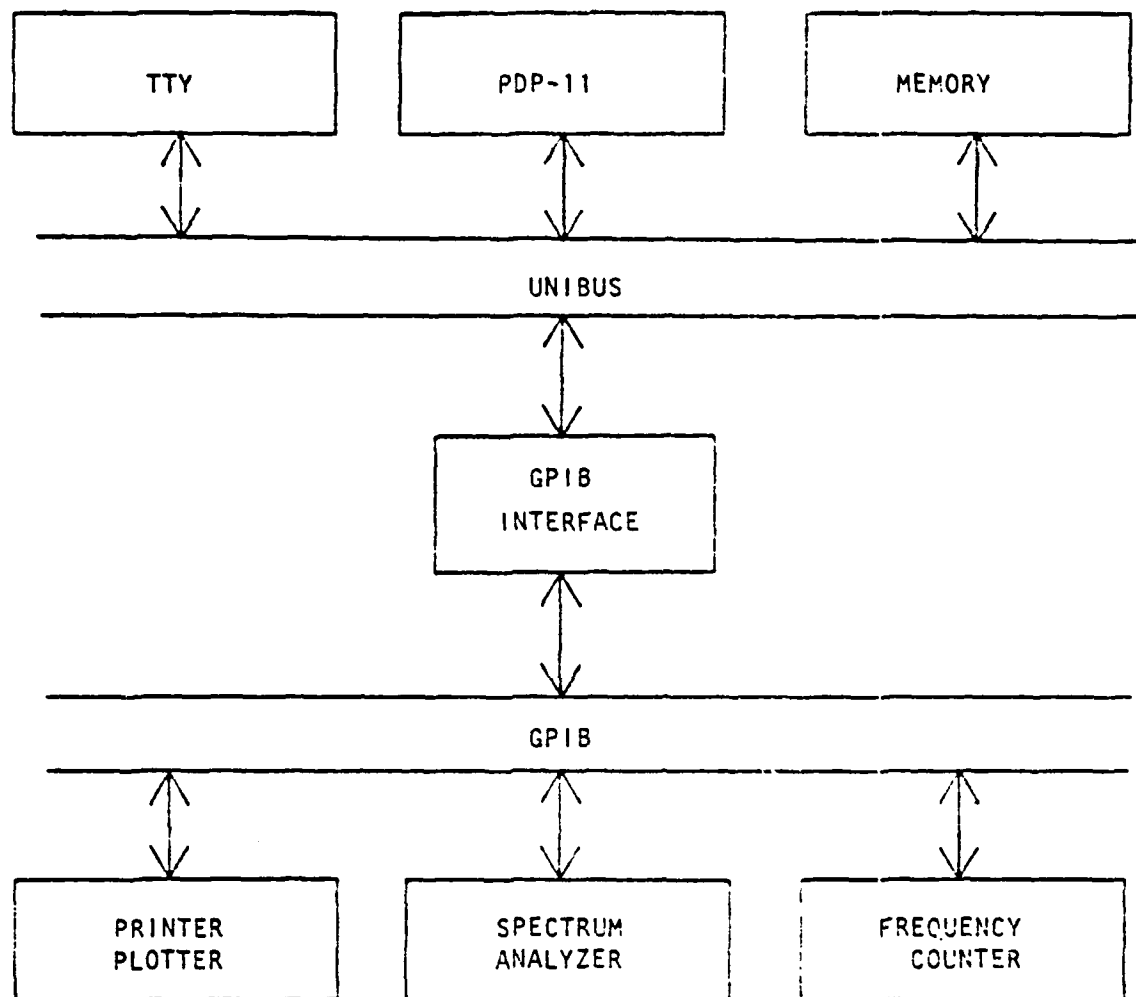 TTY
PDP-11
MEMORY
UNIBUS
GPIB
INTERFACE
GPIB
PRINTER
PLOTTER
SPECTRUM
ANALYZER
FREQUENCY
COUNTER